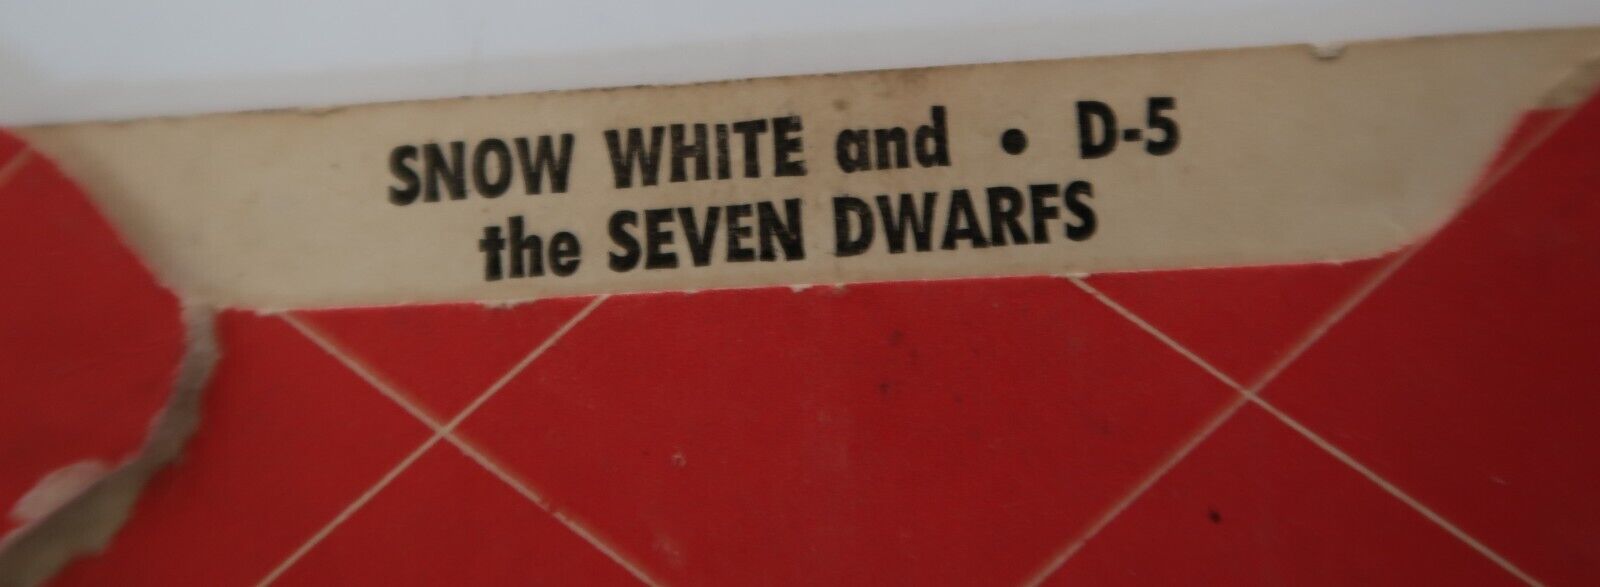 SNOW WHITE and • D-5
the SEVEN DWARFS